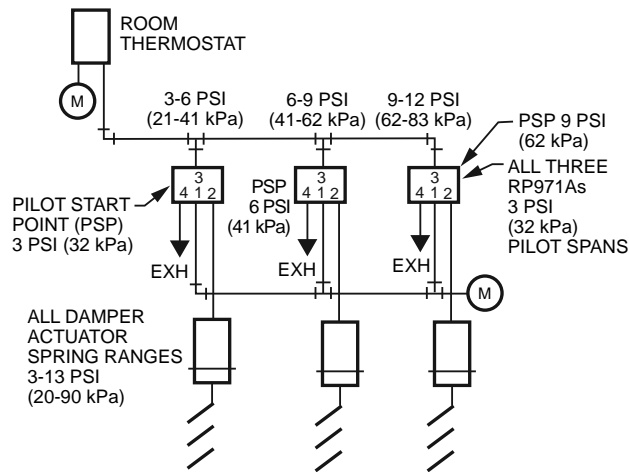 ROOM
THERMOSTAT
M
3-6 PSI
(21-41 kPa)
6-9 PSI
(41-62 kPa)
9-12 PSI
(62-83 kPa)
PSP 9 PSI
(62 kPa)
3
4 1 2
3
4 1 2
3
4 1 2
ALL THREE
RP971As
3 PSI
(32 kPa)
PILOT SPANS
PILOT START
POINT (PSP)
3 PSI (32 kPa)
PSP
6 PSI
(41 kPa)
EXH
EXH
EXH
M
ALL DAMPER
ACTUATOR
SPRING RANGES
3-13 PSI
(20-90 kPa)